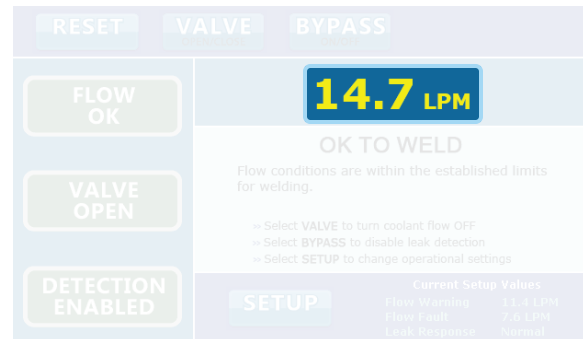 RESET VALVE BYPASS
14.7 LPM
FLOW
OK
OK TO WELD
Flow conditions are within the established limits
for welding.
VALVE
OPEN
» Select VALVE to turn coolant flow OFF
» Select BYPASS to disable leak detection
» Select SETUP to change operational settings
DETECTION
ENABLED
SETUP
Current Setup Values
Flow Warning 11.4 LPM
Flow Fault 7.6 LPM
Leak Response Normal